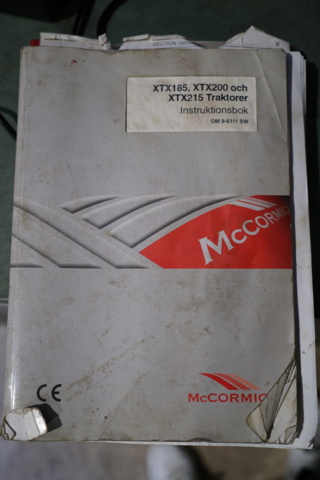 XTX185, XTX200 och
XTX215 Traktorer
Instruktionsbok
OM 9-6111 SW
McCORMIC
CE
McCORMIC